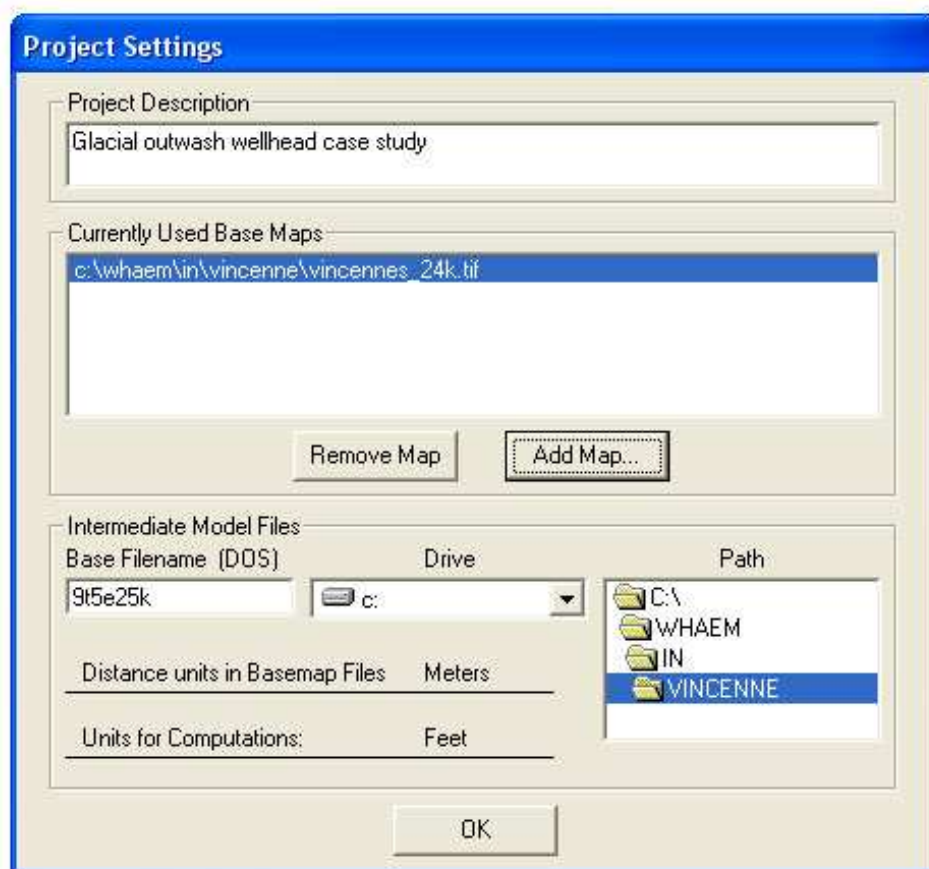 Project Settings
Project Description
Glacial outwash wellhead case study
Currently Used Base Maps
c:\whaem\in\vincenne\vincennes_24k.tif
Remove Map Add Map...
Intermediate Model Files
Base Filename (DOS) Drive Path
9t5e25k c: C:\
WHAEM
IN
VINCENNE
Distance units in Basemap Files Meters
Units for Computations: Feet
OK